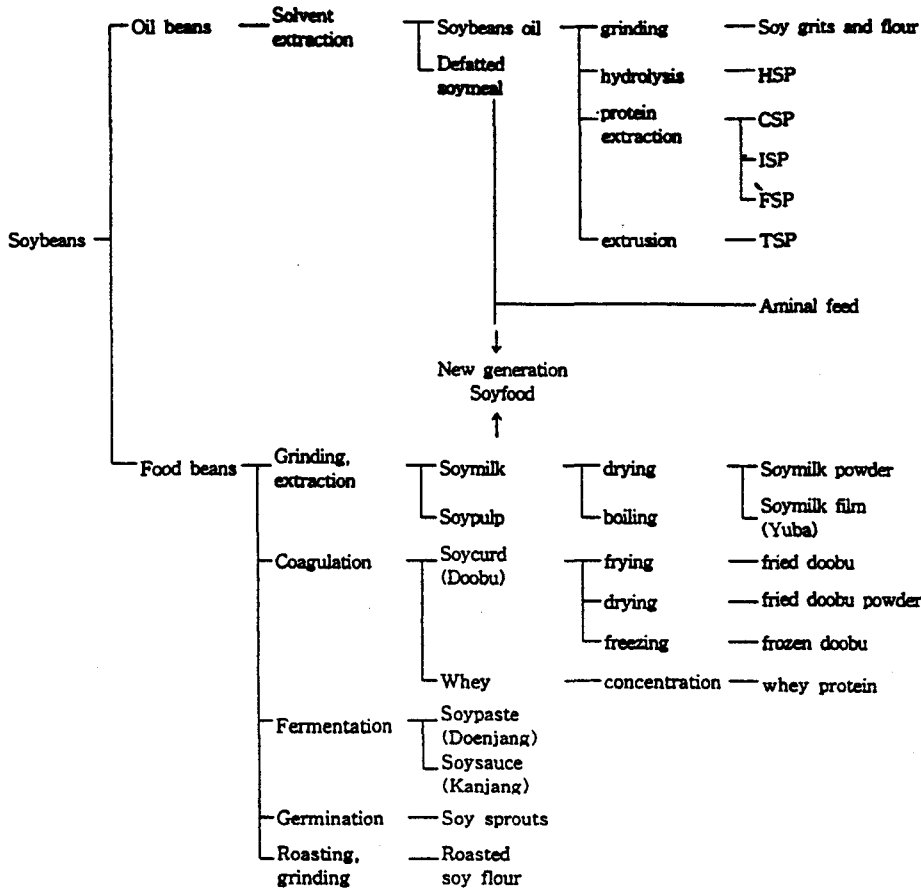 Oil beans Solvent extraction Soybeans oil grinding Soy grits and flour
Defatted soymeal hydrolysis HSP
protein extraction CSP
ISP
FSP
Soybeans extrusion TSP
Aminal feed
New generation
Soyfood
Food beans Grinding, extraction Soymilk drying Soymilk powder
Soypulp boiling Soymilk film (Yuba)
Coagulation Soycurd (Doobu) frying fried doobu
drying fried doobu powder
freezing frozen doobu
Whey concentration whey protein
Fermentation Soypaste (Doenjang)
Soysauce (Kanjang)
Germination Soy sprouts
Roasting, grinding Roasted soy flour